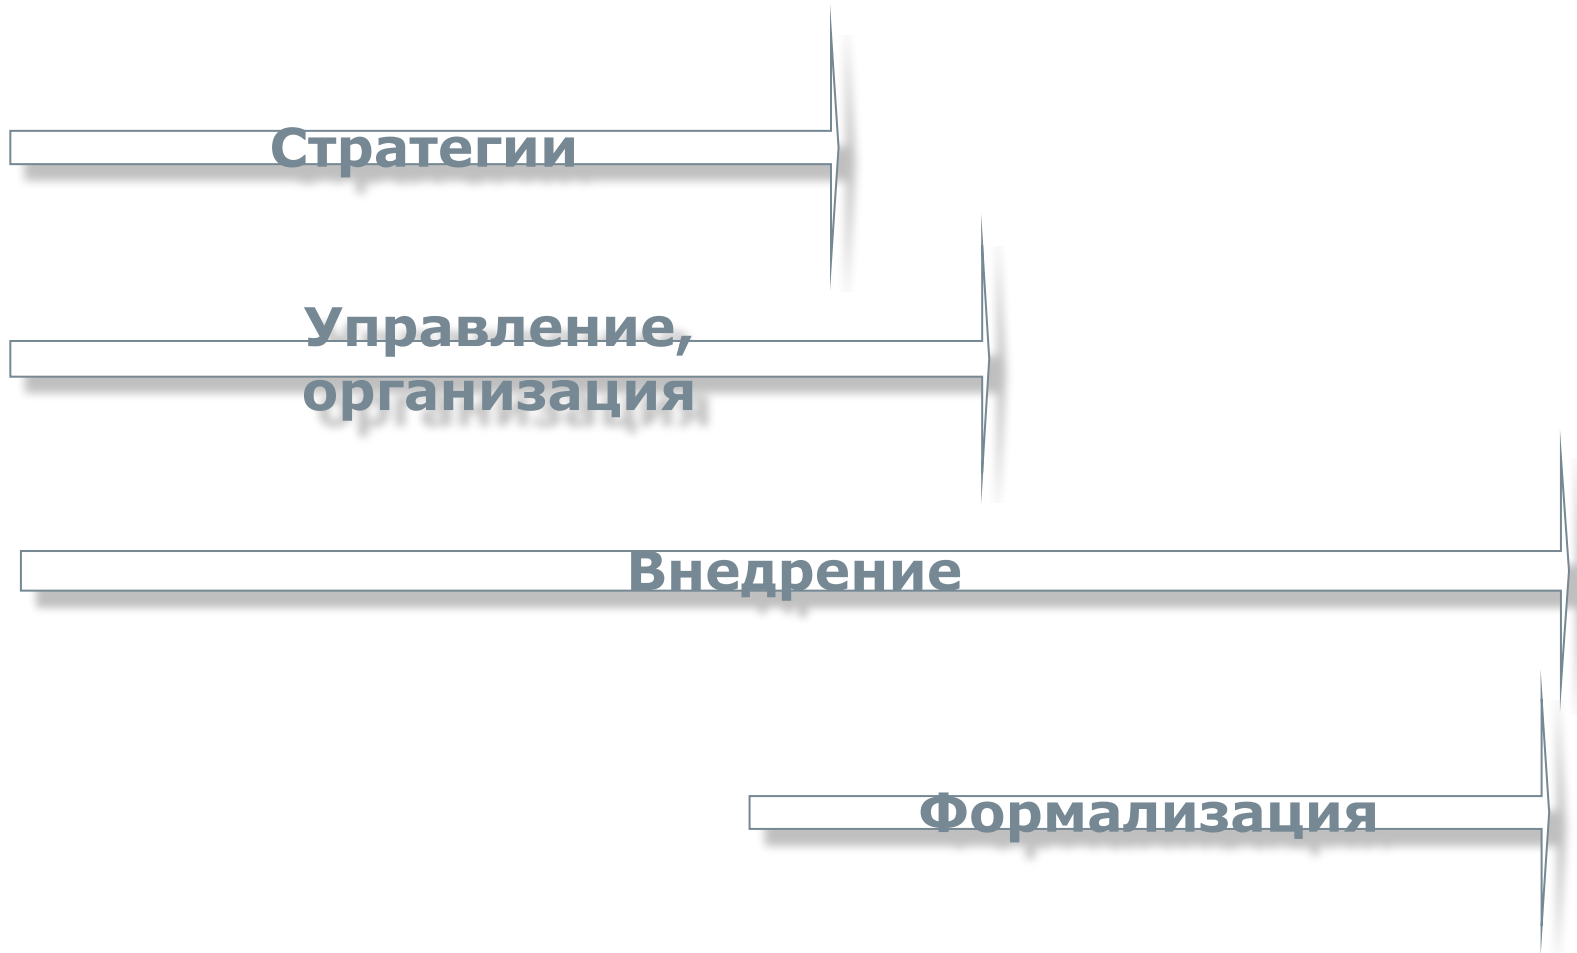 Стратегии
Управление,
организация
Внедрение
Формализация